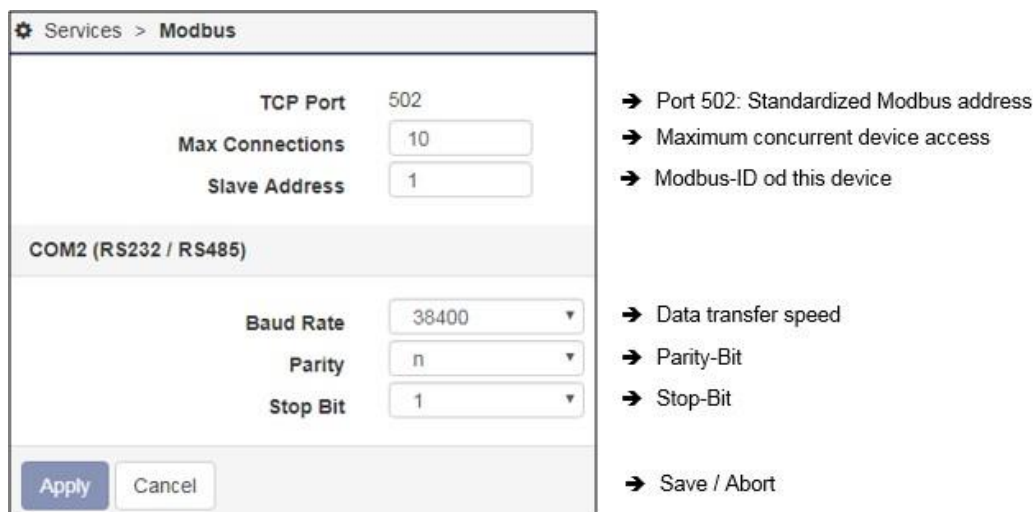 Services > Modbus
TCP Port 502 ➔ Port 502: Standardized Modbus address
Max Connections 10 ➔ Maximum concurrent device access
Slave Address 1 ➔ Modbus-ID od this device
COM2 (RS232 / RS485)
Baud Rate 38400 ➔ Data transfer speed
Parity n ➔ Parity-Bit
Stop Bit 1 ➔ Stop-Bit
Apply Cancel ➔ Save / Abort